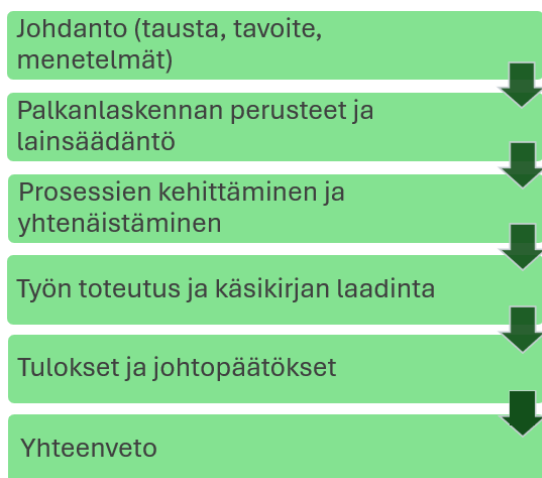 Johdanto (tausta, tavoite,
menetelmät)
Palkanlaskennan perusteet ja
lainsäädäntö
Prosessien kehittäminen ja
yhtenäistäminen
Työn toteutus ja käsikirjan laadinta
Tulokset ja johtopäätökset
Yhteenveto